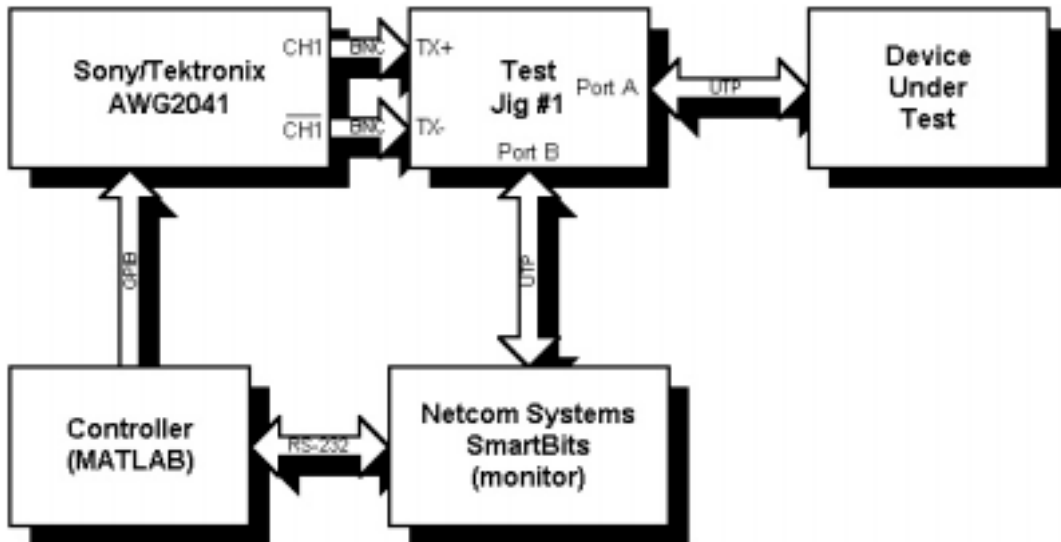 Sony/Tektronix
AWG2041
CH1
CH1
BNC
BNC
TX+
TX-
Test
Jig #1
Port A
Port B
UTP
Device
Under
Test
GPIB
UTP
Controller
(MATLAB)
RS-232
Netcom Systems
SmartBits
(monitor)